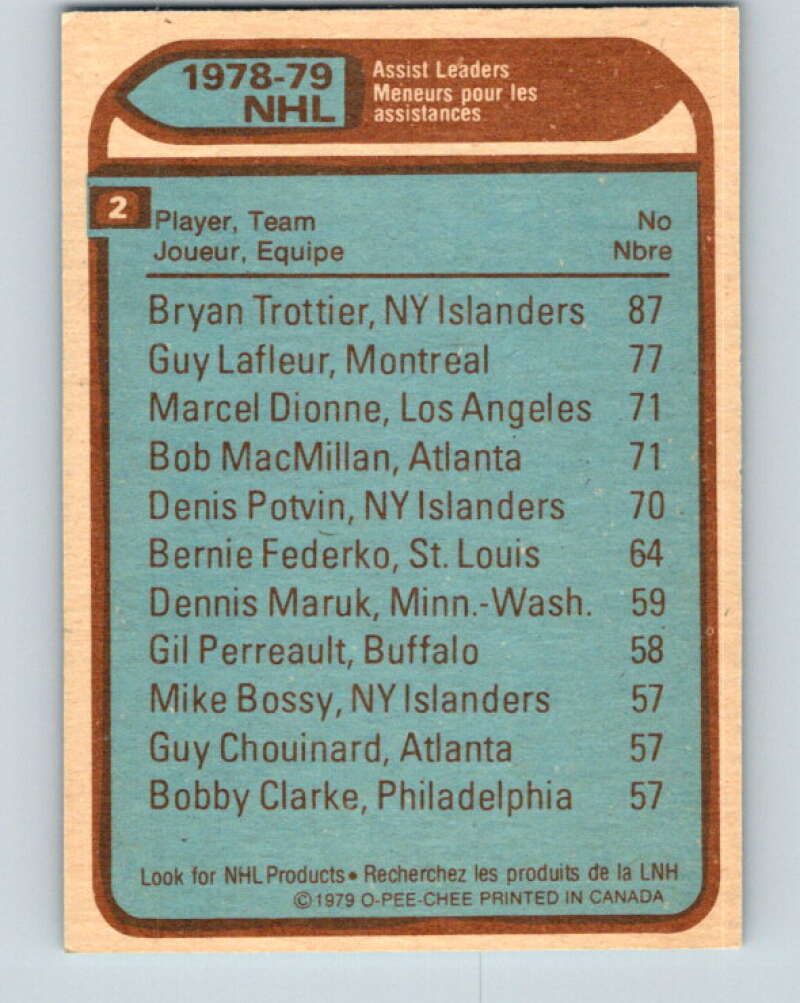 1978-79
NHL
Assist Leaders
Meneurs pour les
assistances
2
Player, Team No
Joueur, Equipe Nbre
Bryan Trottier, NY Islanders 87
Guy Lafleur, Montreal 77
Marcel Dionne, Los Angeles 71
Bob MacMillan, Atlanta 71
Denis Potvin, NY Islanders 70
Bernie Federko, St. Louis 64
Dennis Maruk, Minn.-Wash. 59
Gil Perreault, Buffalo 58
Mike Bossy, NY Islanders 57
Guy Chouinard, Atlanta 57
Bobby Clarke, Philadelphia 57
Look for NHL Products • Recherchez les produits de la LNH
©1979 O-PEE-CHEE PRINTED IN CANADA